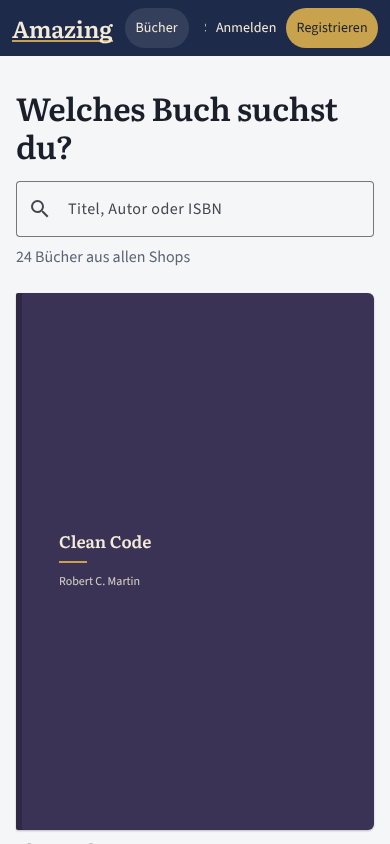 Amazing
Bücher
Anmelden
Registrieren
Welches Buch suchst
du?
Titel, Autor oder ISBN
24 Bücher aus allen Shops
Clean Code
Robert C. Martin